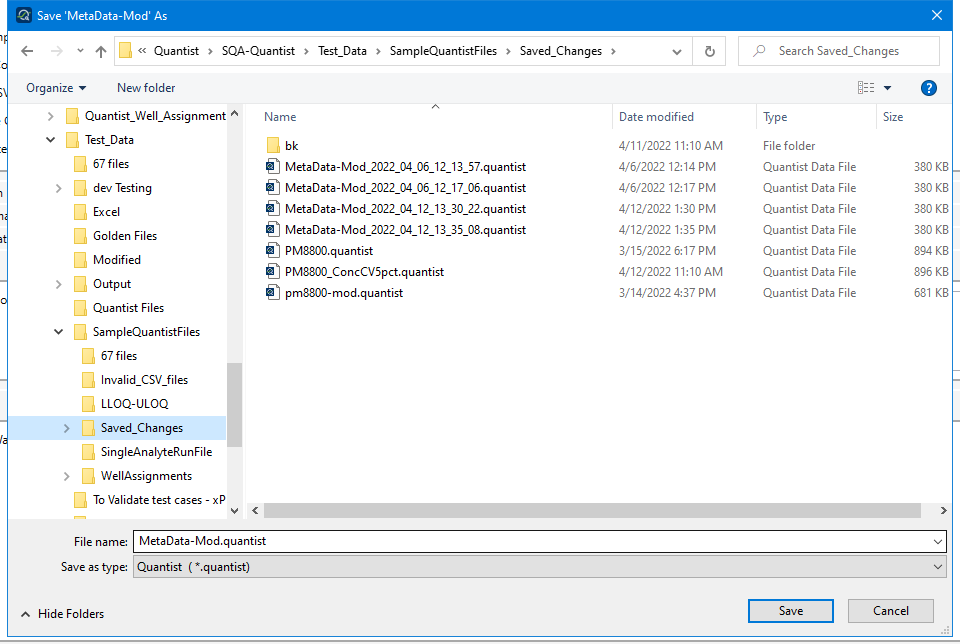 Save 'MetaData-Mod' As
« Quantist › SQA-Quantist › Test_Data › SampleQuantistFiles › Saved_Changes ›
Search Saved_Changes
Organize
New folder
Quantist_Well_Assignment
Test_Data
67 files
dev Testing
Excel
Golden Files
Modified
Output
Quantist Files
SampleQuantistFiles
67 files
Invalid_CSV_files
LLOQ-ULOQ
Saved_Changes
SingleAnalyteRunFile
WellAssignments
To Validate test cases - xP
Name Date modified Type Size
bk 4/11/2022 11:10 AM File folder
MetaData-Mod_2022_04_06_12_13_57.quantist 4/6/2022 12:14 PM Quantist Data File 380 KB
MetaData-Mod_2022_04_06_12_17_06.quantist 4/6/2022 12:17 PM Quantist Data File 380 KB
MetaData-Mod_2022_04_12_13_30_22.quantist 4/12/2022 1:30 PM Quantist Data File 380 KB
MetaData-Mod_2022_04_12_13_35_08.quantist 4/12/2022 1:35 PM Quantist Data File 380 KB
PM8800.quantist 3/15/2022 6:17 PM Quantist Data File 894 KB
PM8800_ConcCV5pct.quantist 4/12/2022 11:10 AM Quantist Data File 896 KB
pm8800-mod.quantist 3/14/2022 4:37 PM Quantist Data File 681 KB
File name: MetaData-Mod.quantist
Save as type: Quantist ( *.quantist)
Hide Folders
Save
Cancel